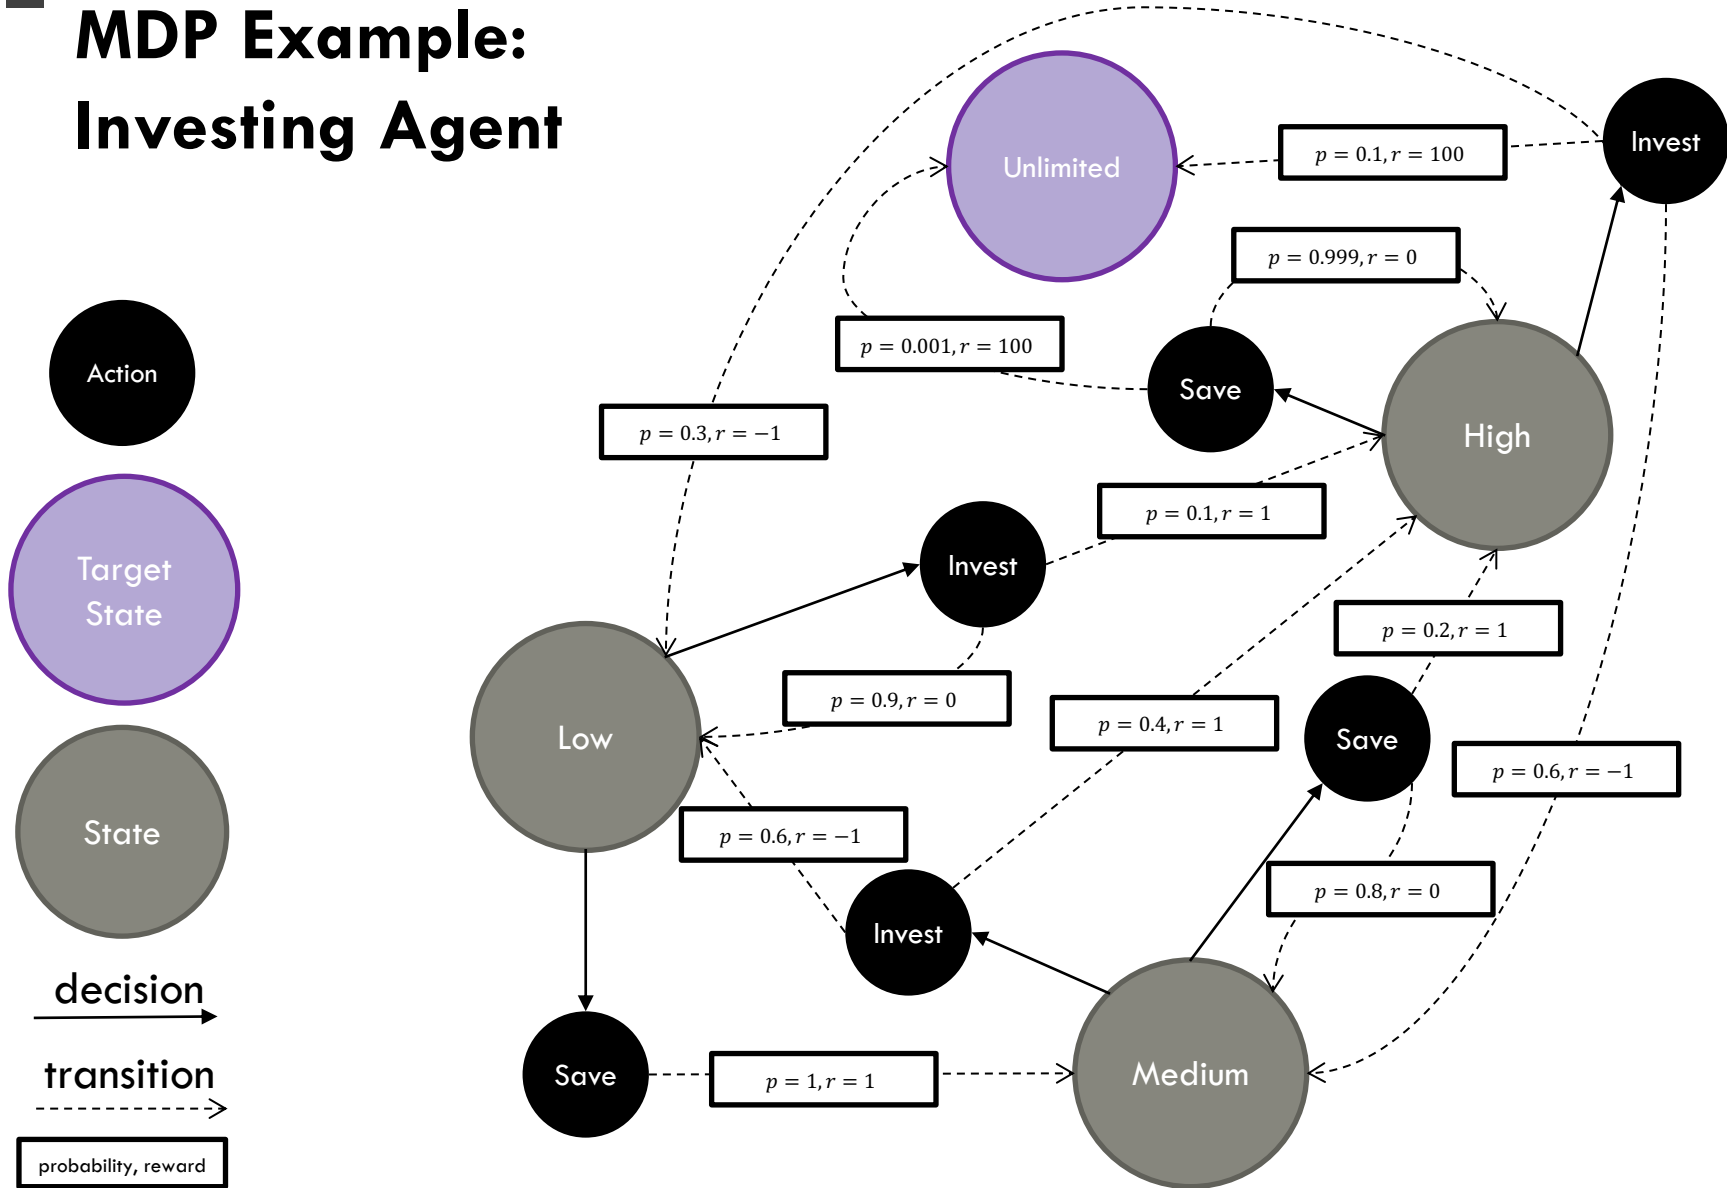 MDP Example:
Investing Agent
Action
Target
State
State
decision
transition
probability, reward
Unlimited
p = 0.1, r = 100
Invest
p = 0.999, r = 0
p = 0.001, r = 100
Save
High
p = 0.3, r = −1
p = 0.1, r = 1
Invest
p = 0.2, r = 1
p = 0.9, r = 0
Low
p = 0.4, r = 1
Save
p = 0.6, r = −1
p = 0.6, r = −1
p = 0.8, r = 0
Invest
Save
p = 1, r = 1
Medium